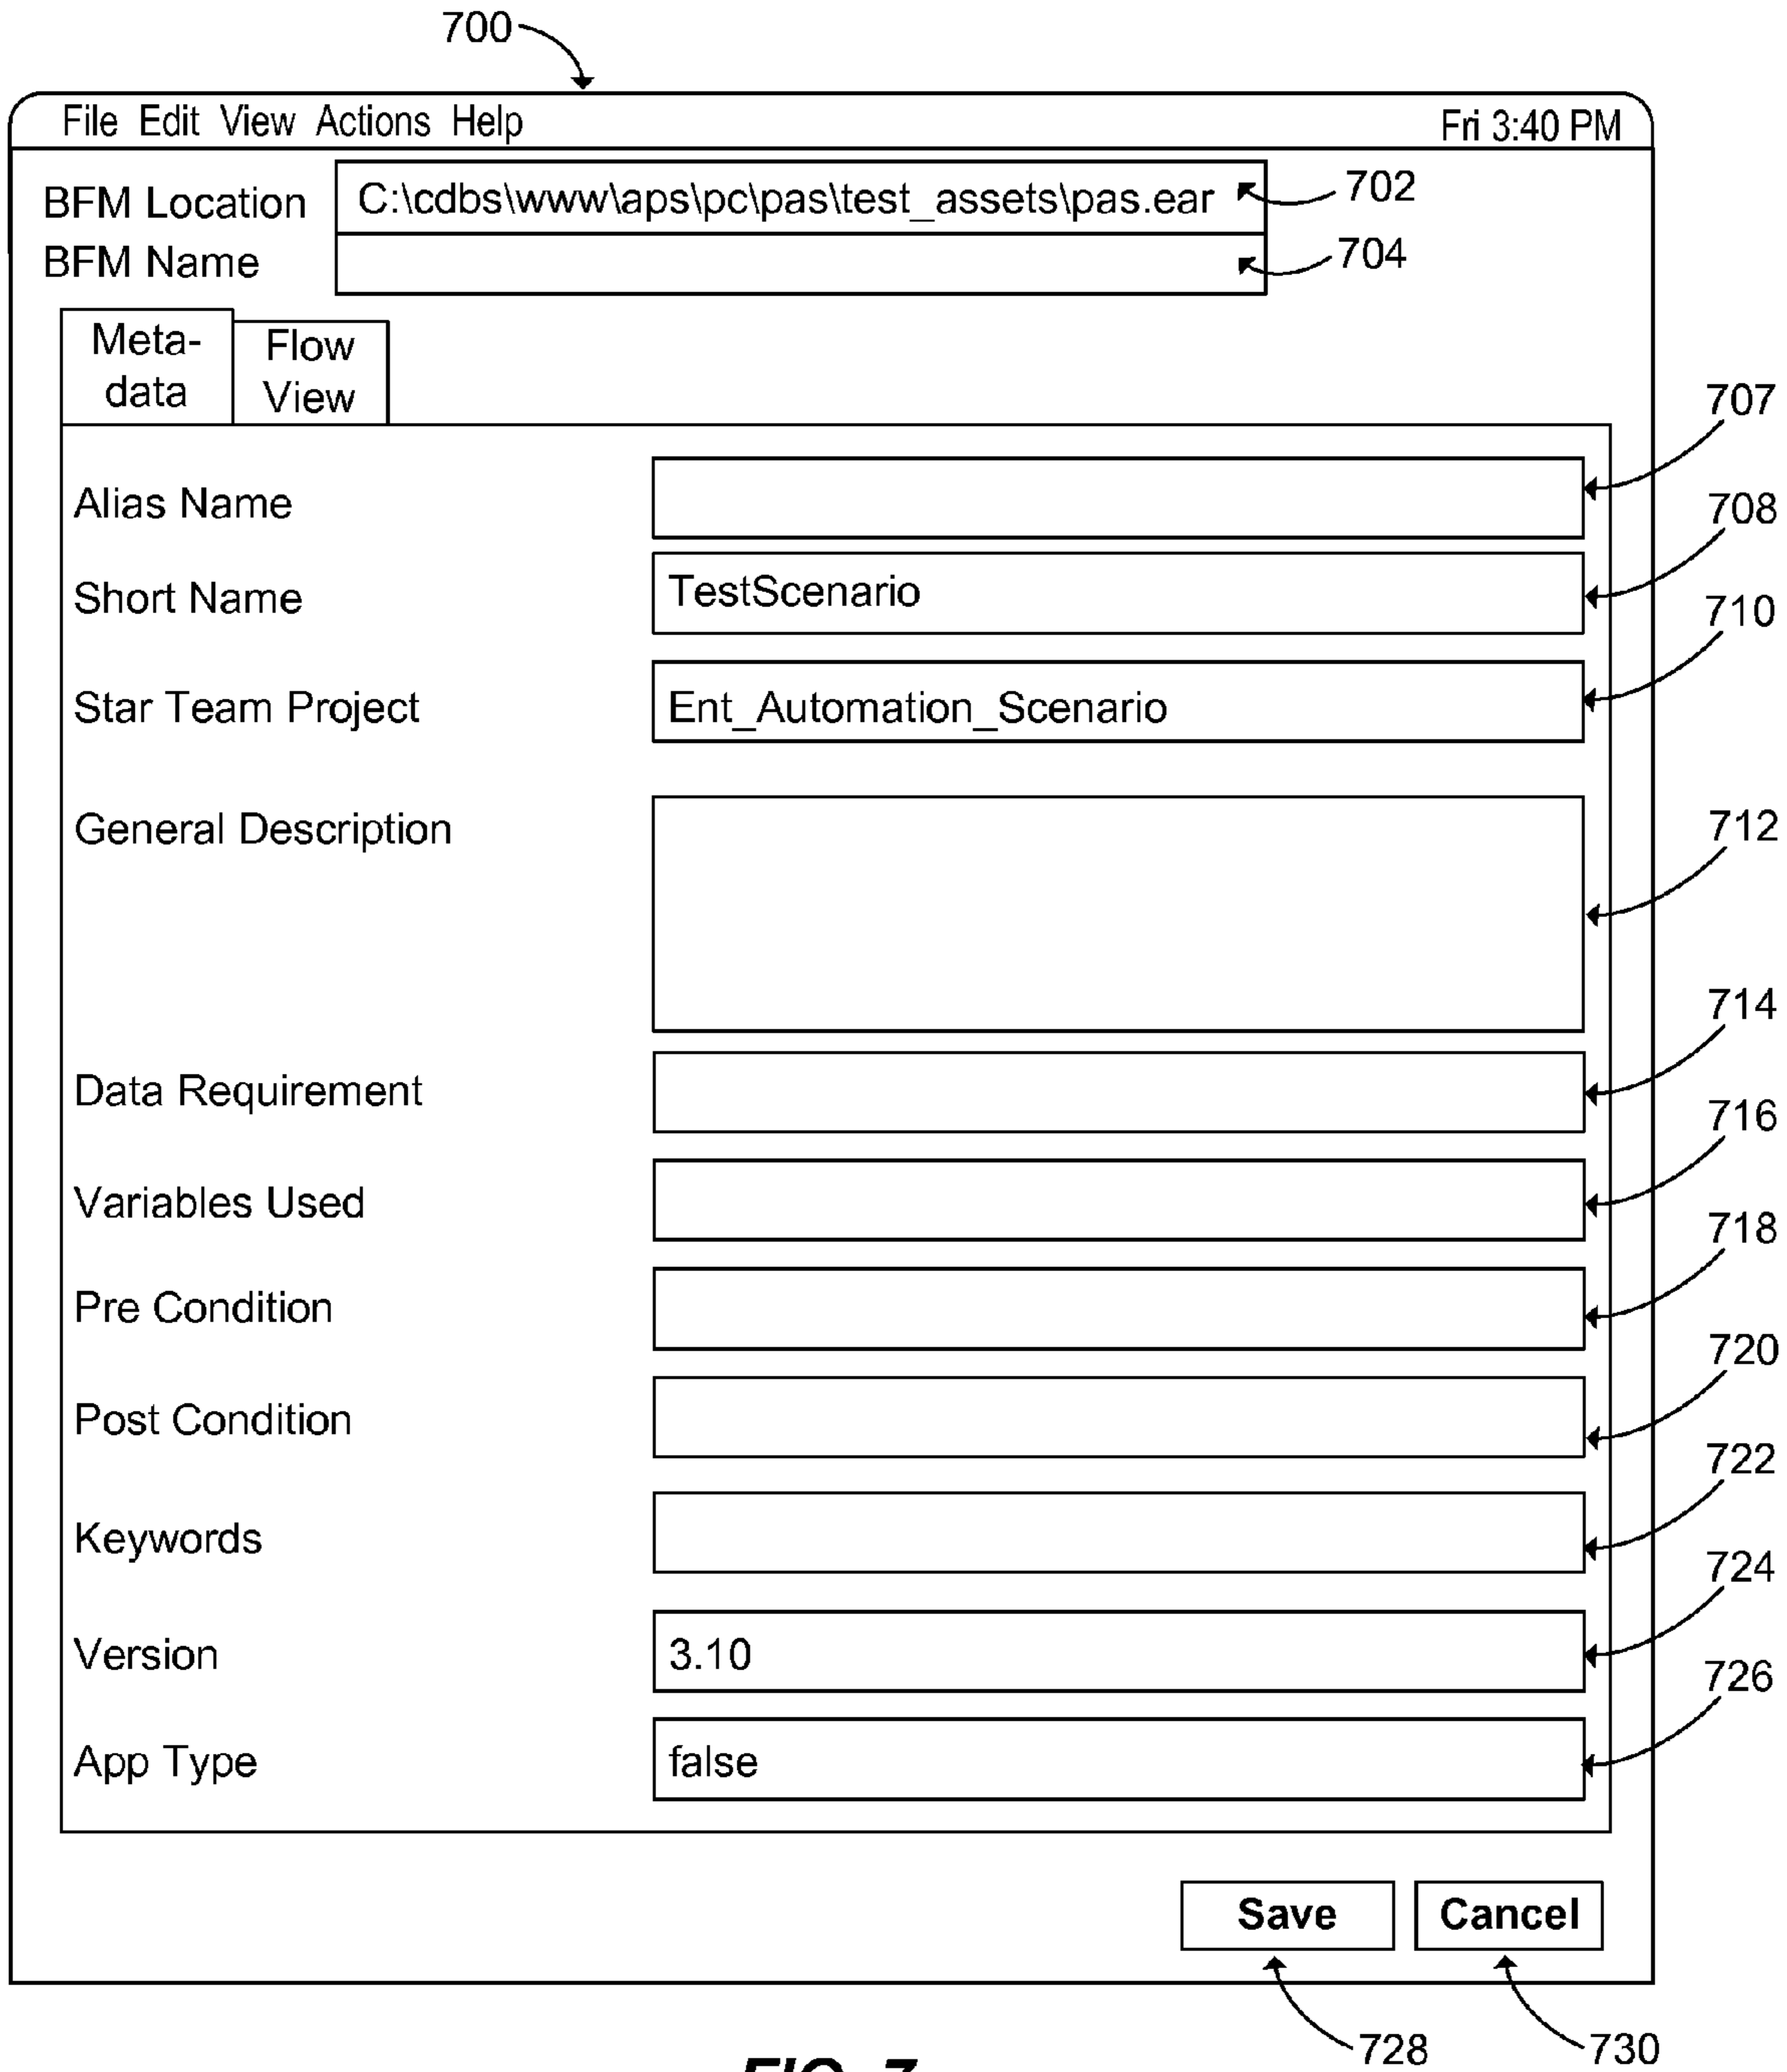 700
File Edit View Actions Help Fri 3:40 PM
BFM Location C:\cdbs\www\aps\pc\pas\test_assets\pas.ear 702
BFM Name 704
Meta-
data
Flow
View
707
Alias Name
708
Short Name TestScenario
710
Star Team Project Ent_Automation_Scenario
General Description 712
714
Data Requirement
716
Variables Used
718
Pre Condition
720
Post Condition
722
Keywords
724
Version 3.10
726
App Type false
Save Cancel
728 730
FIG. 7